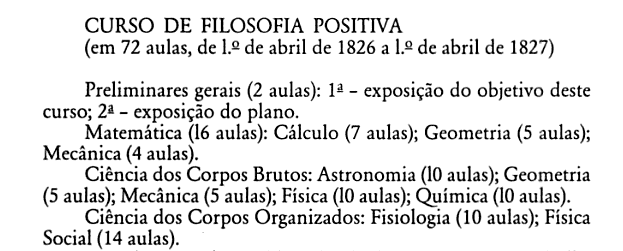 CURSO DE FILOSOFIA POSITIVA
(em 72 aulas, de l.º de abril de 1826 a l.º de abril de 1827)
Preliminares gerais (2 aulas): 1ª – exposição do objetivo deste
curso; 2ª – exposição do plano.
Matemática (l6 aulas): Cálculo (7 aulas); Geometria (5 aulas);
Mecânica (4 aulas).
Ciência dos Corpos Brutos: Astronomia (l0 aulas); Geometria
(5 aulas); Mecânica (5 aulas); Física (l0 aulas); Química (l0 aulas).
Ciência dos Corpos Organizados: Fisiologia (10 aulas); Física
Social (14 aulas).